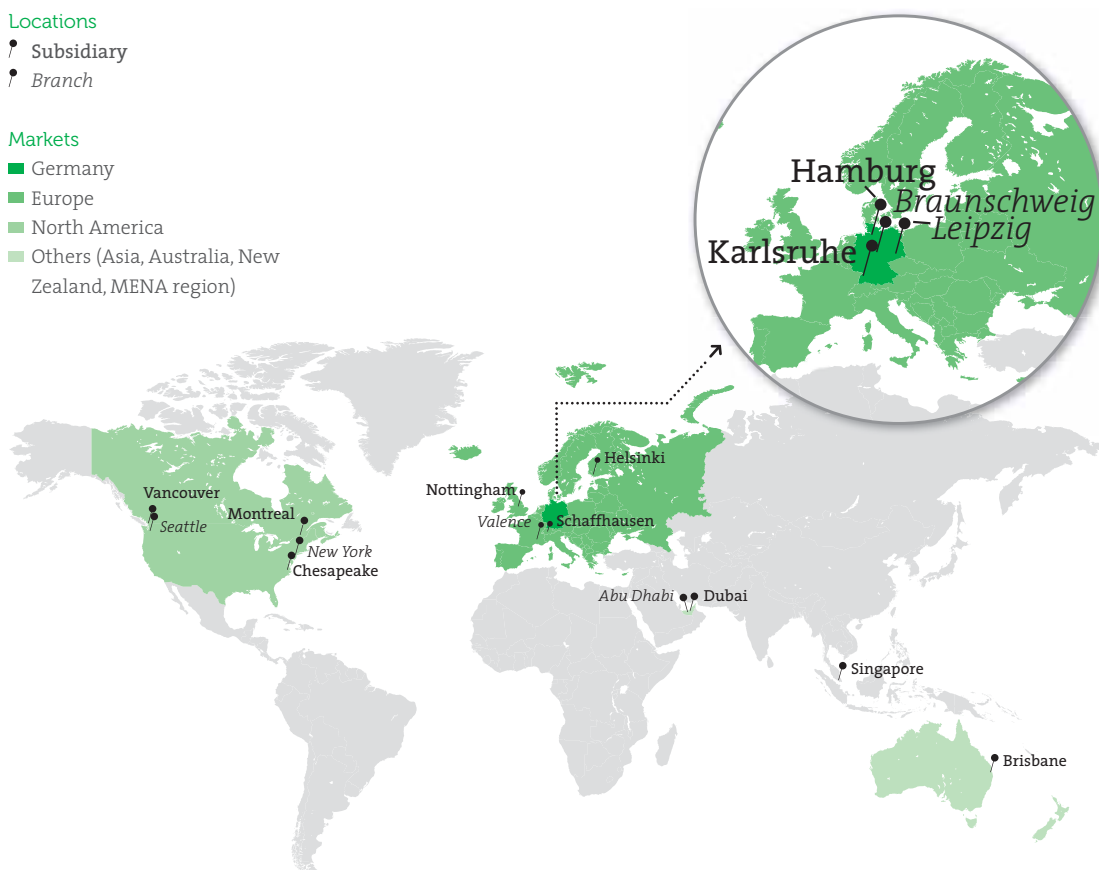 Locations
Subsidiary
Branch
Markets
Germany
Europe
North America
Others (Asia, Australia, New
Zealand, MENA region)
Hamburg
Braunschweig
Leipzig
Karlsruhe
Helsinki
Nottingham
Valence
Schaffhausen
Vancouver
Seattle
Montreal
New York
Chesapeake
Abu Dhabi
Dubai
Singapore
Brisbane